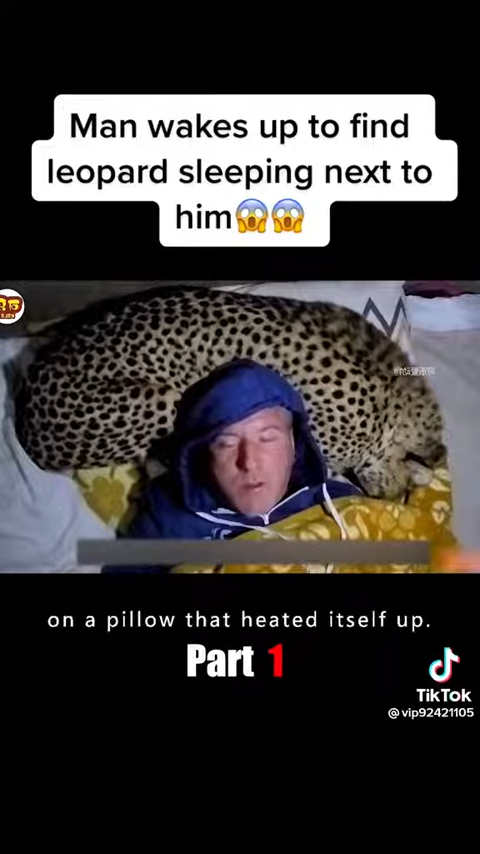 Man wakes up to find
leopard sleeping next to
him😱😱
on a pillow that heated itself up.
Part 1
TikTok
@vip92421105